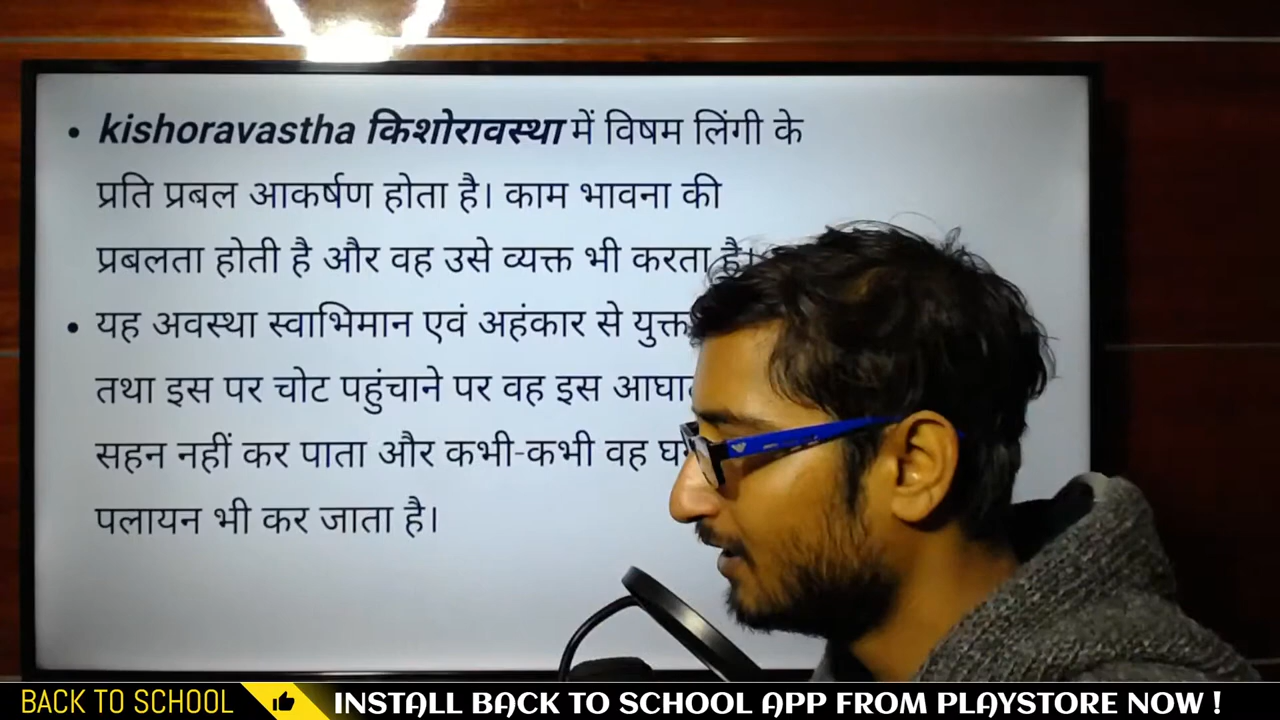 • kishoravastha किशोरावस्था में विषम लिंगी के
प्रति प्रबल आकर्षण होता है। काम भावना की
प्रबलता होती है और वह उसे व्यक्त भी करता है।
• यह अवस्था स्वाभिमान एवं अहंकार से युक्त
तथा इस पर चोट पहुंचाने पर वह इस
सहन नहीं कर पाता और कभी-कभी वह
पलायन भी कर जाता है।
BACK TO SCHOOL INSTALL BACK TO SCHOOL APP FROM PLAYSTORE NOW !